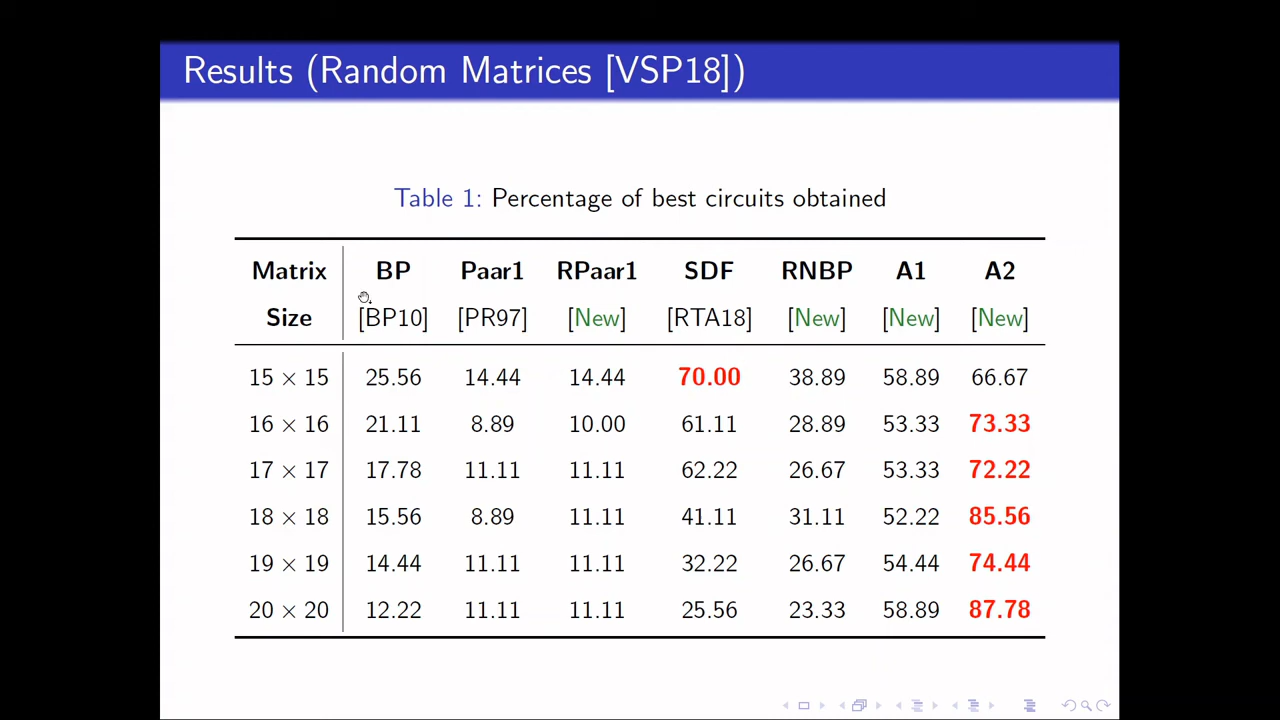 Results (Random Matrices [VSP18])
Table 1: Percentage of best circuits obtained
Matrix BP Paar1 RPaar1 SDF RNBP A1 A2
Size [BP10] [PR97] [New] [RTA18] [New] [New] [New]
15 × 15 25.56 14.44 14.44 70.00 38.89 58.89 66.67
16 × 16 21.11 8.89 10.00 61.11 28.89 53.33 73.33
17 × 17 17.78 11.11 11.11 62.22 26.67 53.33 72.22
18 × 18 15.56 8.89 11.11 41.11 31.11 52.22 85.56
19 × 19 14.44 11.11 11.11 32.22 26.67 54.44 74.44
20 × 20 12.22 11.11 11.11 25.56 23.33 58.89 87.78